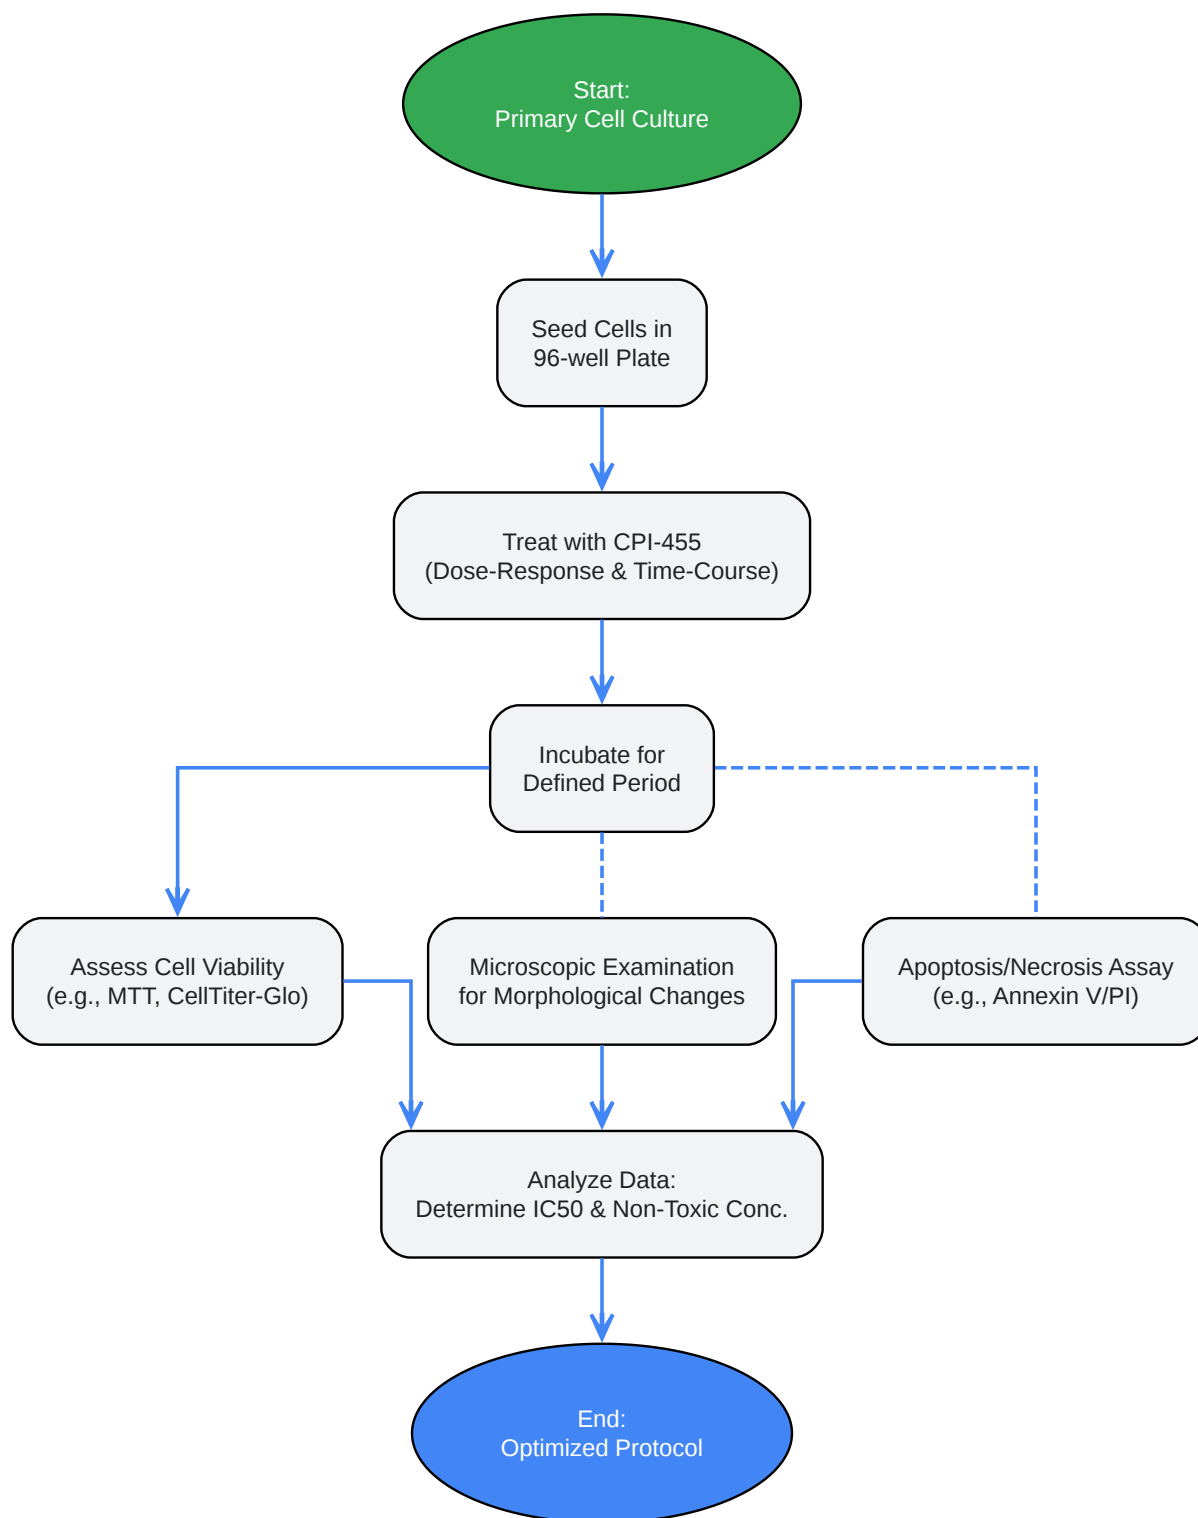 Start:
Primary Cell Culture
Seed Cells in
96-well Plate
Treat with CPI-455
(Dose-Response & Time-Course)
Incubate for
Defined Period
Assess Cell Viability
(e.g., MTT, CellTiter-Glo)
Microscopic Examination
for Morphological Changes
Apoptosis/Necrosis Assay
(e.g., Annexin V/PI)
Analyze Data:
Determine IC50 & Non-Toxic Conc.
End:
Optimized Protocol